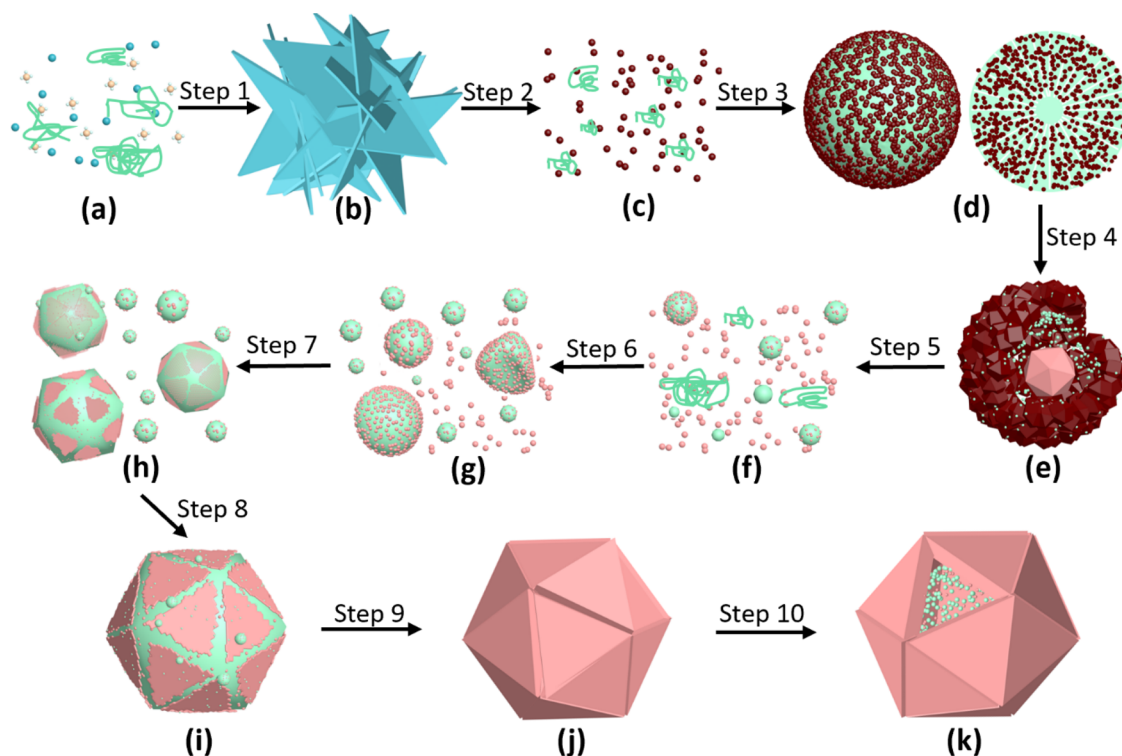 Step 1
Step 2
Step 3
(a)
(b)
(c)
(d)
Step 4
Step 7
Step 6
Step 5
(h)
(g)
(f)
(e)
Step 8
Step 9
Step 10
(i)
(j)
(k)